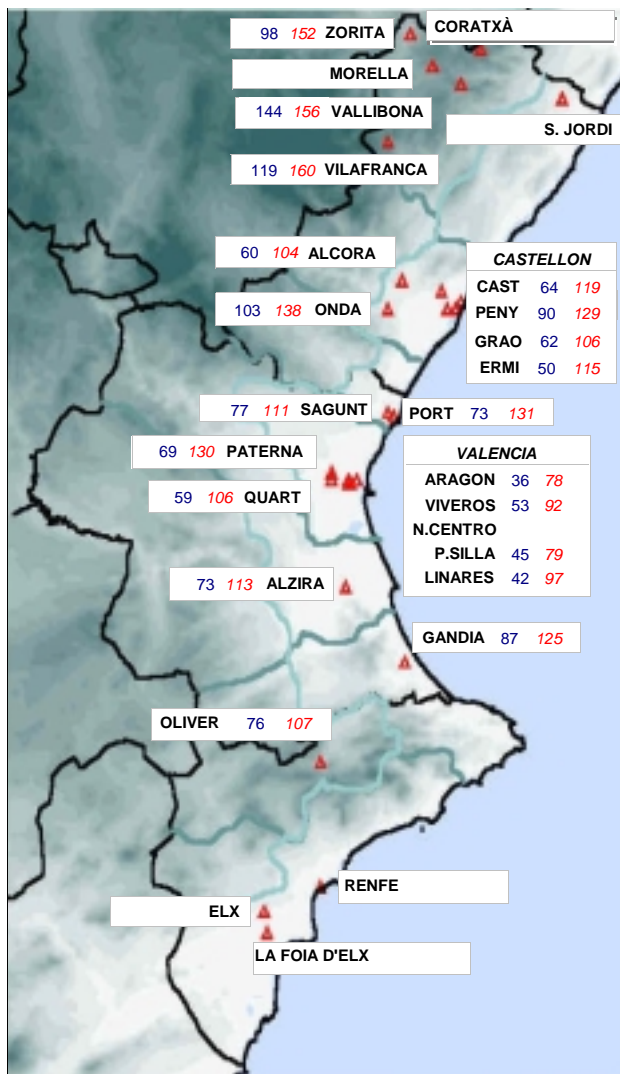 98 152 ZORITA
CORATXÀ
MORELLA
144 156 VALLIBONA
S. JORDI
119 160 VILAFRANCA
60 104 ALCORA
103 138 ONDA
CASTELLON
CAST 64 119
PENY 90 129
GRAO 62 106
ERMI 50 115
77 111 SAGUNT
PORT 73 131
69 130 PATERNA
59 106 QUART
VALENCIA
ARAGON 36 78
VIVEROS 53 92
N.CENTRO
P.SILLA 45 79
LINARES 42 97
73 113 ALZIRA
GANDIA 87 125
OLIVER 76 107
RENFE
ELX
LA FOIA D'ELX